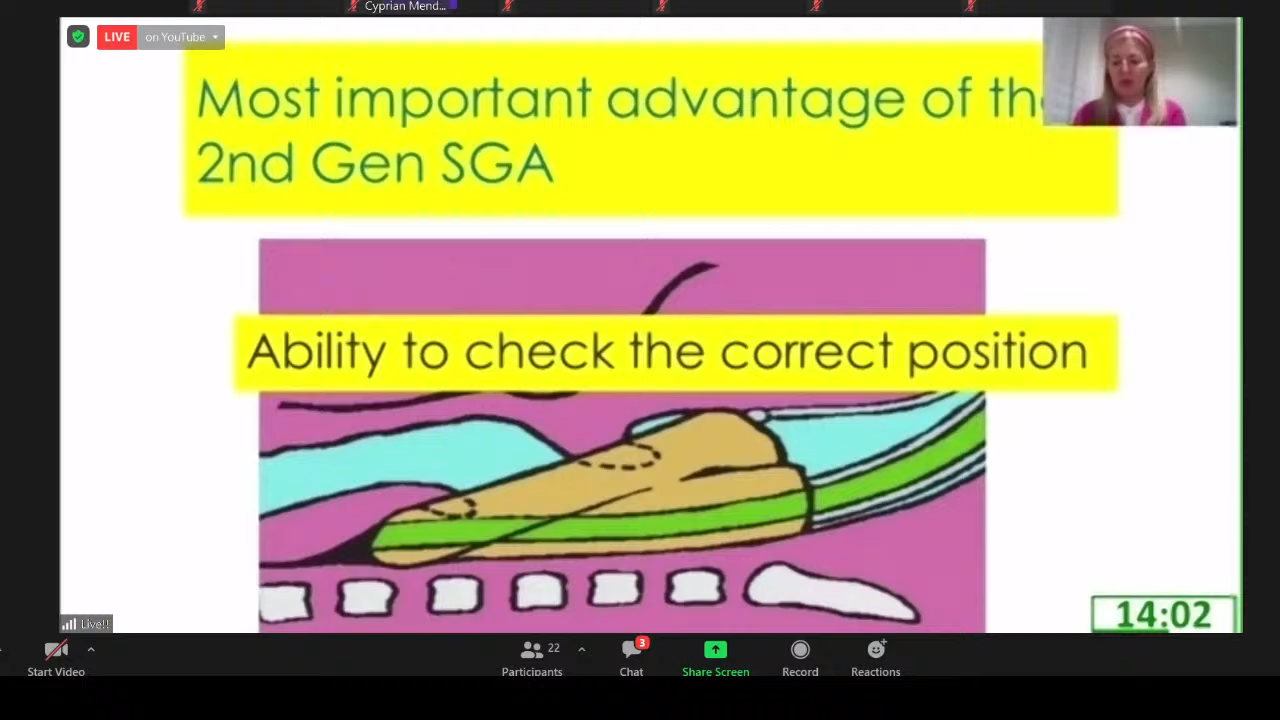 Cyprian Mend...
LIVE on YouTube
Most important advantage of the
2nd Gen SGA
Ability to check the correct position
14:02
Live!!
22
3
Start Video
Participants
Chat
Share Screen
Record
Reactions